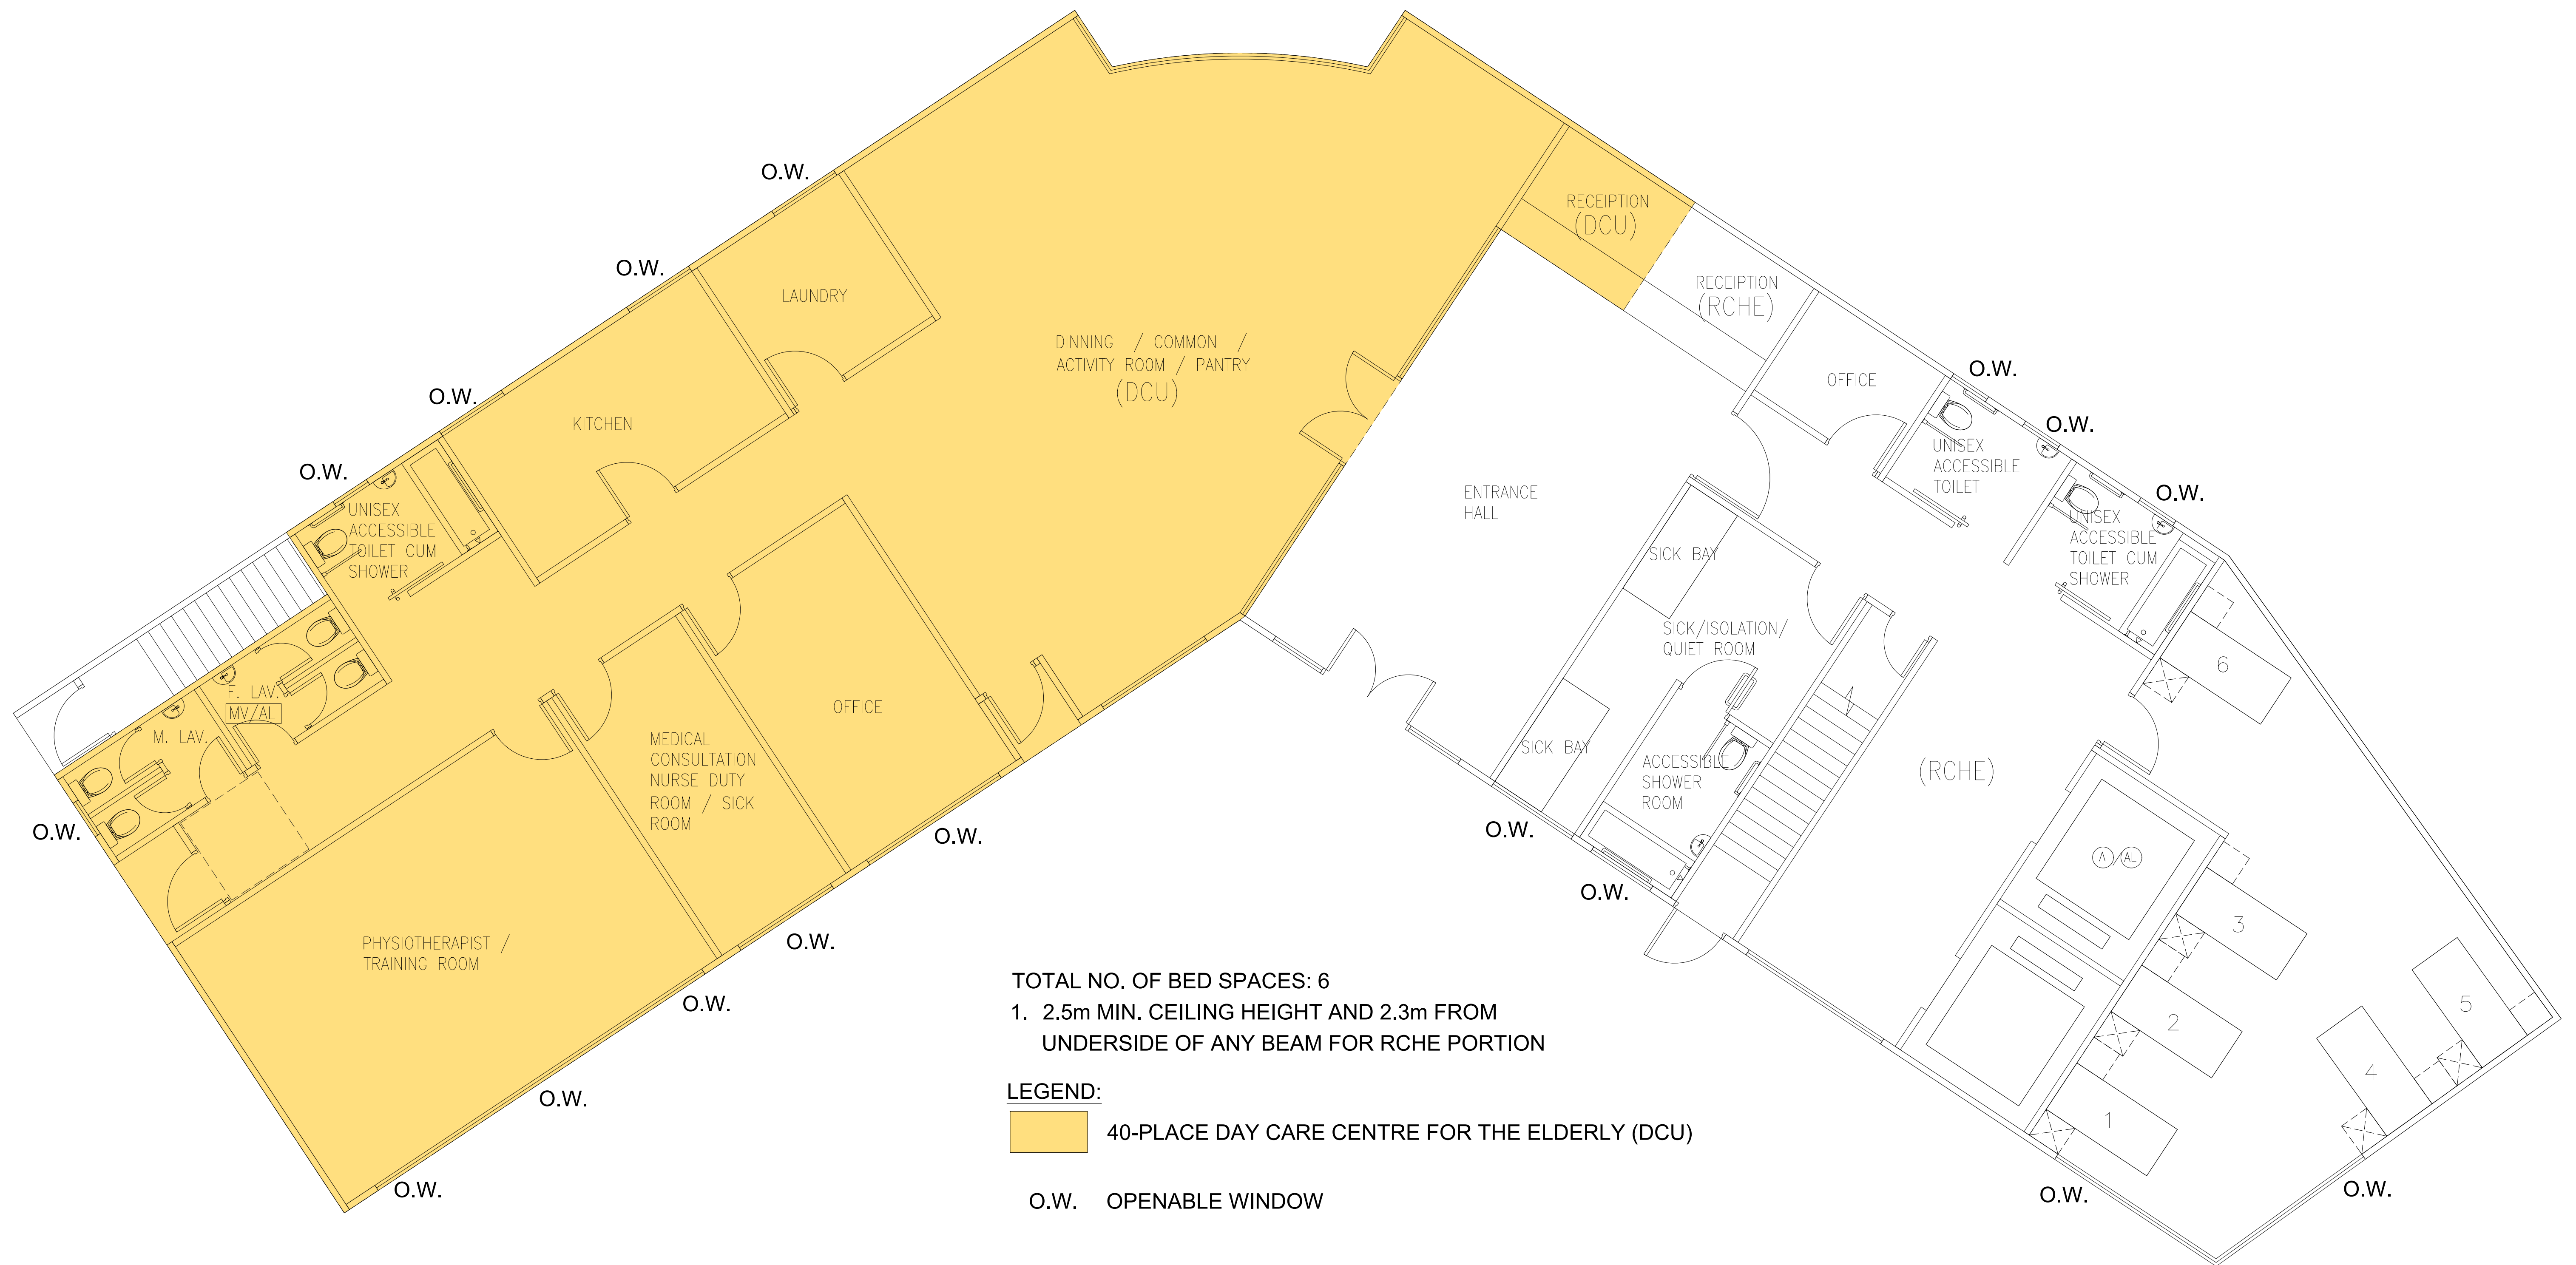 O.W.
O.W.
O.W.
O.W.
LAUNDRY
KITCHEN
UNISEX
ACCESSIBLE
TOILET CUM
SHOWER
DINNING / COMMON /
ACTIVITY ROOM / PANTRY
(DCU)
F. LAV.
MV/AL
M. LAV.
O.W.
OFFICE
MEDICAL
CONSULTATION
NURSE DUTY
ROOM / SICK
ROOM
PHYSIOTHERAPIST /
TRAINING ROOM
O.W.
O.W.
O.W.
O.W.
O.W.
RECEIPTION
(DCU)
RECEIPTION
(RCHE)
OFFICE
O.W.
O.W.
O.W.
UNISEX
ACCESSIBLE
TOILET
UNISEX
ACCESSIBLE
TOILET CUM
SHOWER
ENTRANCE
HALL
SICK BAY
SICK/ISOLATION/
QUIET ROOM
SICK BAY
ACCESSIBLE
SHOWER
ROOM
(RCHE)
O.W.
O.W.
A/AL
6
3
2
1
5
4
O.W.
O.W.
TOTAL NO. OF BED SPACES: 6
1. 2.5m MIN. CEILING HEIGHT AND 2.3m FROM
UNDERSIDE OF ANY BEAM FOR RCHE PORTION
LEGEND:
40-PLACE DAY CARE CENTRE FOR THE ELDERLY (DCU)
O.W. OPENABLE WINDOW